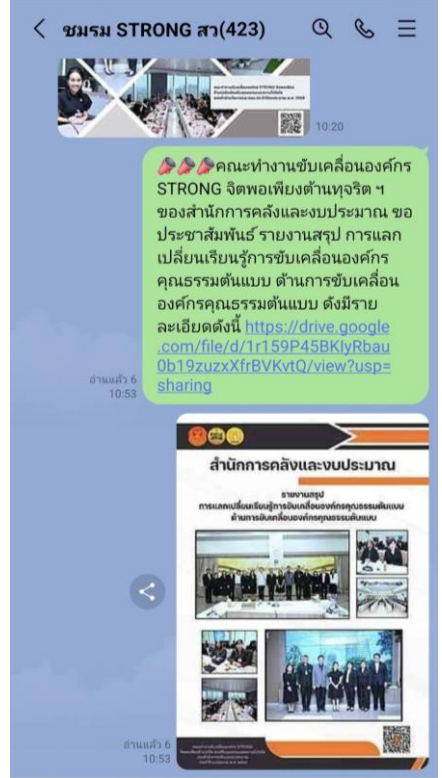 ชมรม STRONG สา(423)
10:20
คณะทำงานขับเคลื่อนองค์กร
STRONG จิตพอเพียงต้านทุจริต ฯ
ของสำนักการคลังและงบประมาณ ขอ
ประชาสัมพันธ์ รายงานสรุป การแลก
เปลี่ยนเรียนรู้การขับเคลื่อนองค์กร
คุณธรรมต้นแบบ ด้านการขับเคลื่อน
องค์กรคุณธรรมต้นแบบ ดังมีราย
ละเอียดดังนี้ https://drive.google
.com/file/d/1r159P45BKlyRbau
0b19zuzxXfrBVKvtQ/view?usp=
sharing
อ่านแล้ว 6
10:53
สำนักการคลังและงบประมาณ
รายงานสรุป
การแลกเปลี่ยนเรียนรู้การขับเคลื่อนองค์กรคุณธรรมต้นแบบ
ด้านการขับเคลื่อนองค์กรคุณธรรมต้นแบบ
อ่านแล้ว 6
10:53